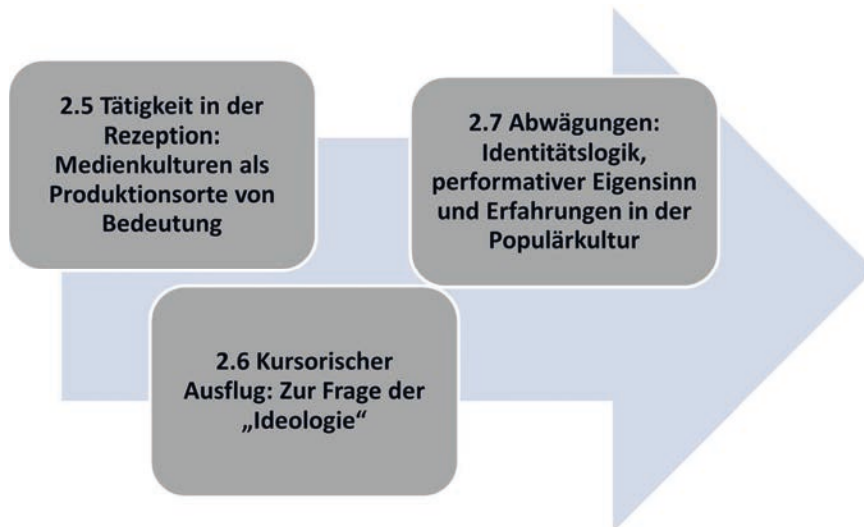 2.5 Tätigkeit in der
Rezeption:
Medienkulturen als
Produktionsorte von
Bedeutung
2.6 Kursorischer
Ausflug: Zur Frage der
„Ideologie“
2.7 Abwägungen:
Identitätslogik,
performativer Eigensinn
und Erfahrungen in der
Populärkultur